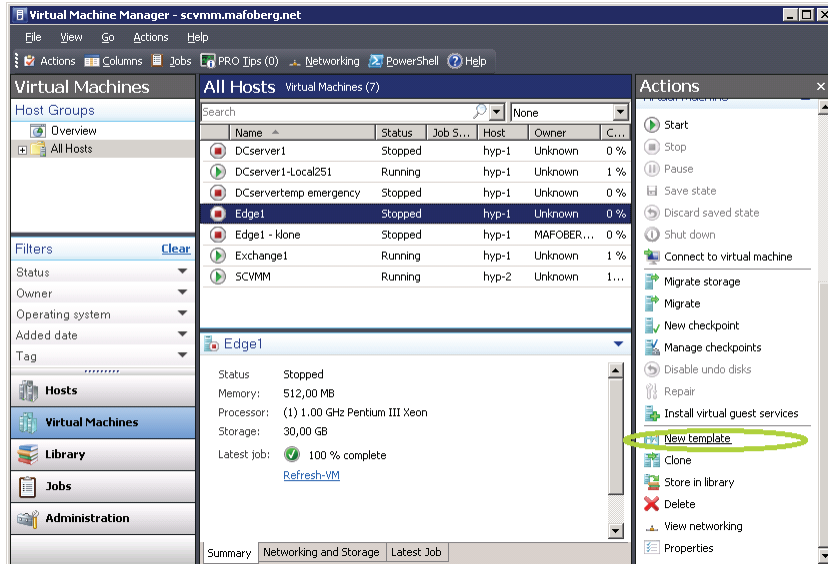 Virtual Machine Manager - scvmm.mafoberg.net
File View Go Actions Help
Actions Columns Jobs PRO Tips (0) Networking PowerShell Help
Virtual Machines
Host Groups
Overview
All Hosts
Filters Clear
Status
Owner
Operating system
Added date
Tag
Hosts
Virtual Machines
Library
Jobs
Administration
All Hosts Virtual Machines (7)
Search None
Name Status Job S... Host Owner C...
DCserver1 Stopped hyp-1 Unknown 0 %
DCserver1-Local251 Running hyp-1 Unknown 1 %
DCservertemp emergency Stopped hyp-1 Unknown 0 %
Edge1 Stopped hyp-1 Unknown 0 %
Edge1 - klone Stopped hyp-1 MAFOBER... 0 %
Exchange1 Running hyp-1 Unknown 1 %
SCVMM Running hyp-2 Unknown 1...
Edge1
Status Stopped
Memory: 512,00 MB
Processor: (1) 1.00 GHz Pentium III Xeon
Storage: 30,00 GB
Latest job: 100 % complete
Refresh-VM
Summary Networking and Storage Latest Job
Actions
Virtual Machine
Start
Stop
Pause
Save state
Discard saved state
Shut down
Connect to virtual machine
Migrate storage
Migrate
New checkpoint
Manage checkpoints
Disable undo disks
Repair
Install virtual guest services
New template
Clone
Store in library
Delete
View networking
Properties